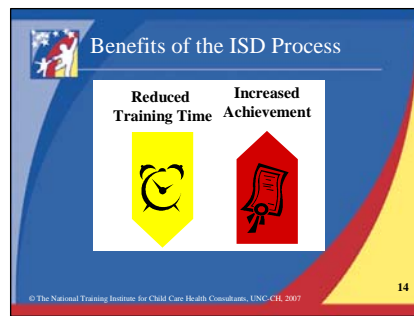 Benefits of the ISD Process
Reduced
Training Time
Increased
Achievement
14
© The National Training Institute for Child Care Health Consultants, UNC-CH, 2007